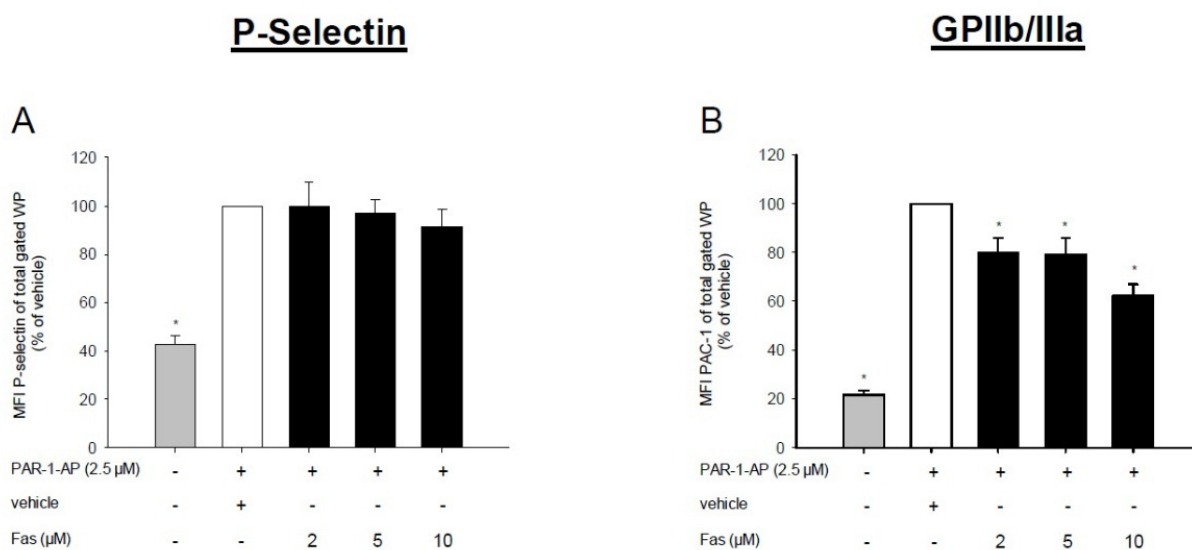 P-Selectin
GPIIb/IIIa
A
MFI P-selectin of total gated WP
(% of vehicle)
120
100
80
60
40
20
0
*
PAR-1-AP (2.5 µM) - + + + +
vehicle - + - - -
Fas (µM) - - 2 5 10
B
MFI PAC-1 of total gated WP
(% of vehicle)
120
100
80
60
40
20
0
* * * *
PAR-1-AP (2.5 µM) - + + + +
vehicle - + - - -
Fas (µM) - - 2 5 10